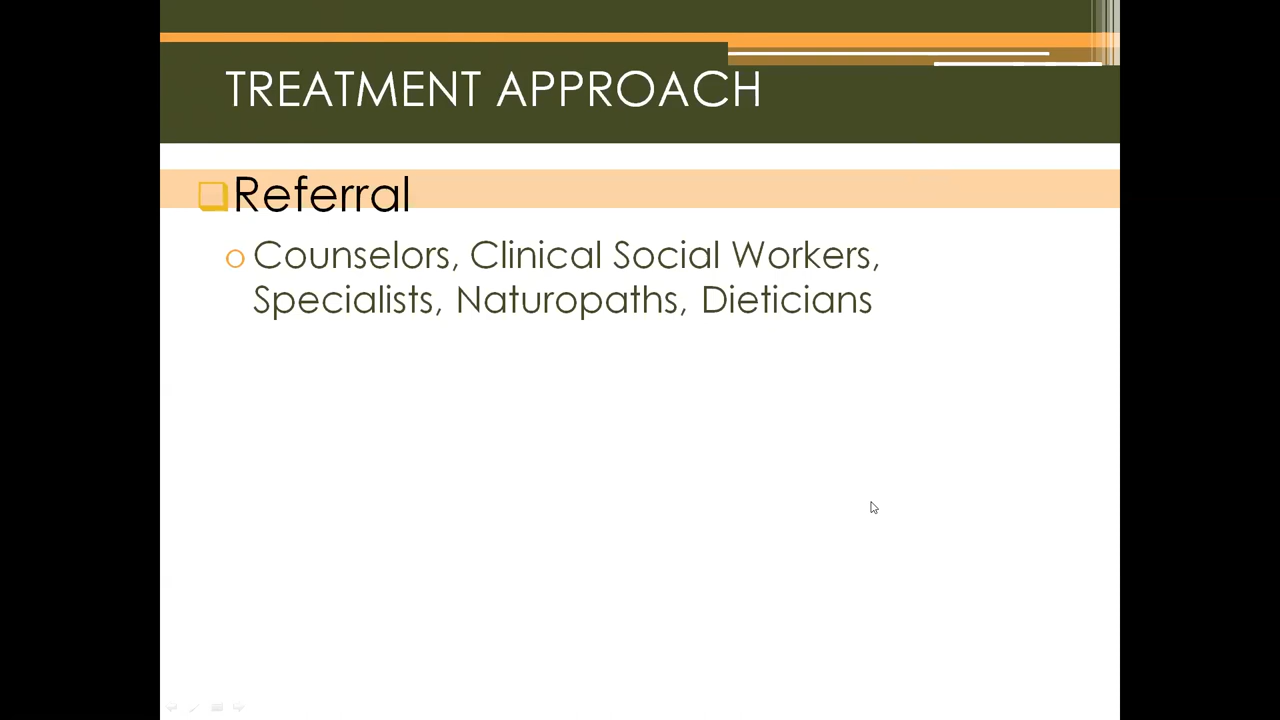 TREATMENT APPROACH
Referral
Counselors, Clinical Social Workers,
Specialists, Naturopaths, Dieticians